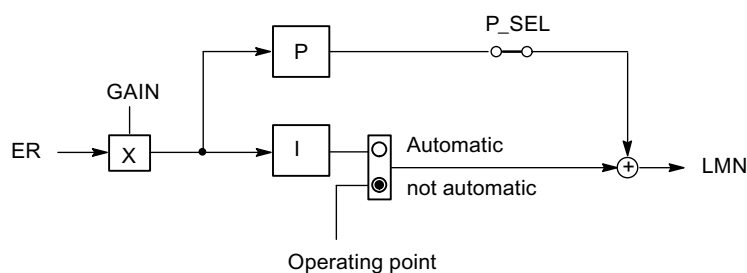 P_SEL
P
GAIN
ER
X
I
Automatic
not automatic
+
LMN
Operating point